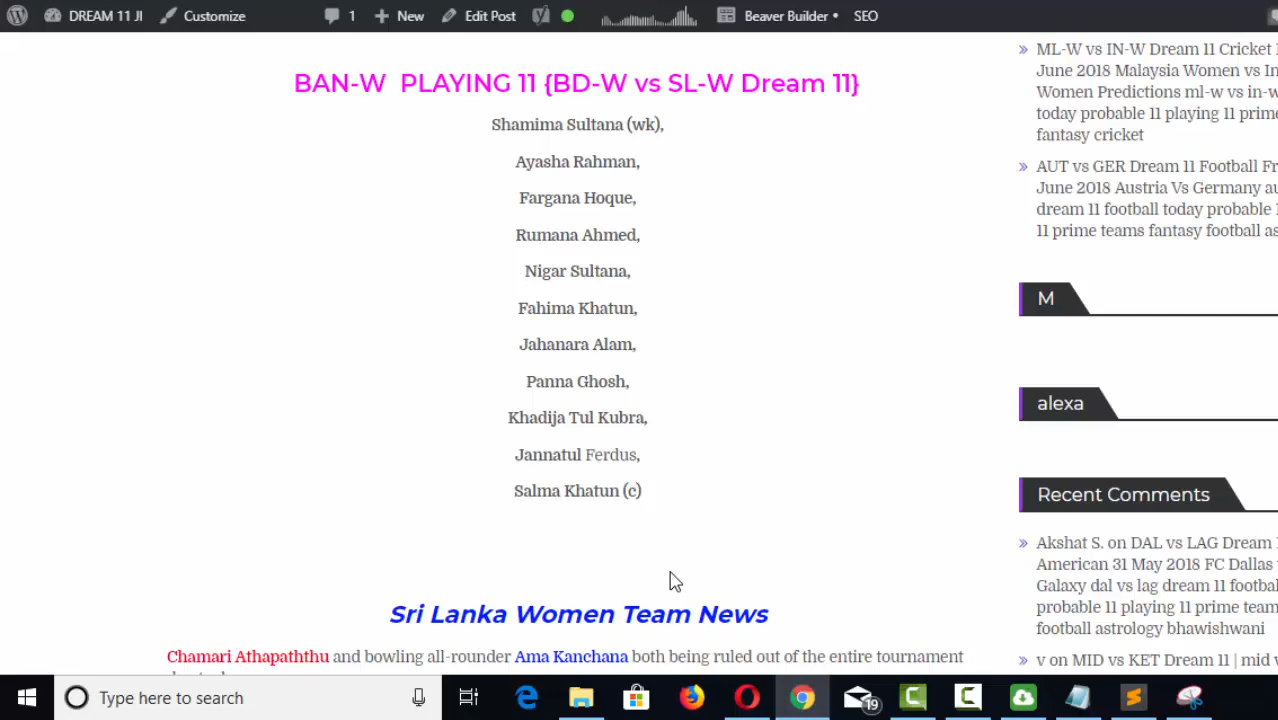 DREAM 11 JI Customize 1 New Edit Post Beaver Builder SEO
BAN-W PLAYING 11 {BD-W vs SL-W Dream 11}
Shamima Sultana (wk),
Ayasha Rahman,
Fargana Hoque,
Rumana Ahmed,
Nigar Sultana,
Fahima Khatun,
Jahanara Alam,
Panna Ghosh,
Khadija Tul Kubra,
Jannatul Ferdus,
Salma Khatun (c)
Sri Lanka Women Team News
Chamari Athapaththu and bowling all-rounder Ama Kanchana both being ruled out of the entire tournament
» ML-W vs IN-W Dream 11 Cricket
June 2018 Malaysia Women vs In
Women Predictions ml-w vs in-w
today probable 11 playing 11 prime
fantasy cricket
» AUT vs GER Dream 11 Football Fr
June 2018 Austria Vs Germany au
dream 11 football today probable
11 prime teams fantasy football as
M
alexa
Recent Comments
» Akshat S. on DAL vs LAG Dream
American 31 May 2018 FC Dallas
Galaxy dal vs lag dream 11 footbal
probable 11 playing 11 prime team
football astrology bhawishwani
» v on MID vs KET Dream 11 | mid v
Type here to search 19